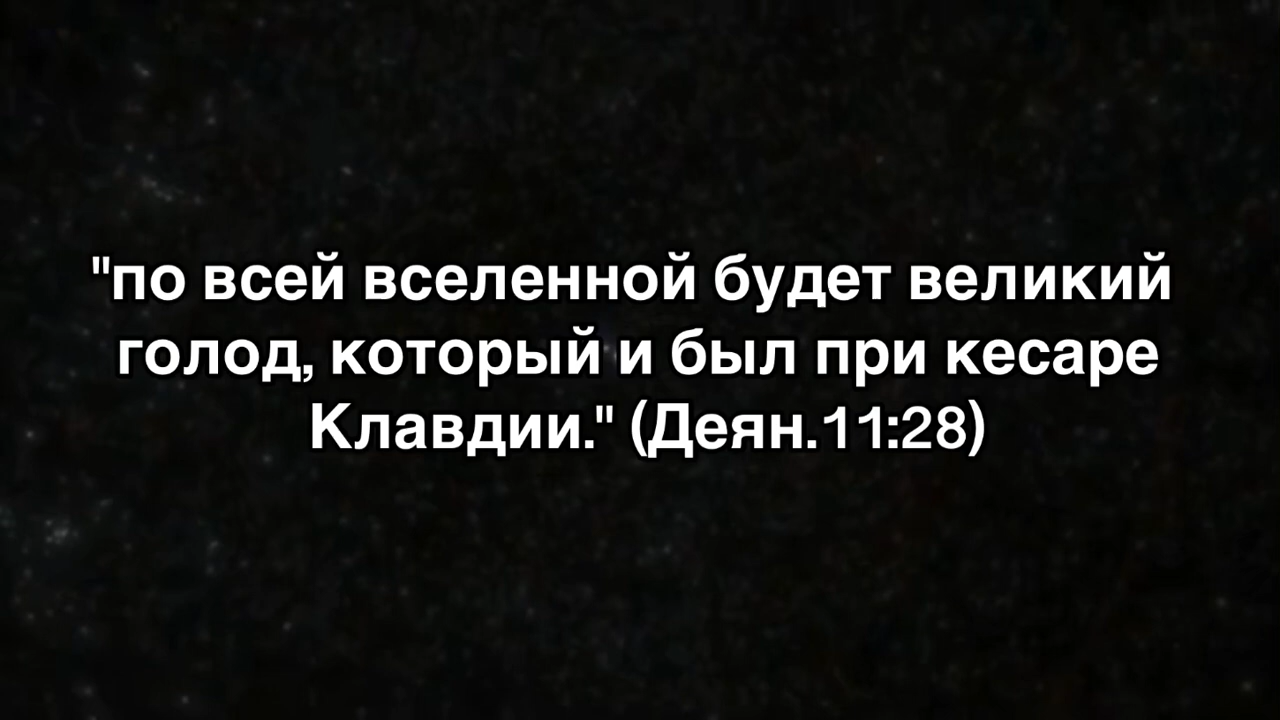 "по всей вселенной будет великий
голод, который и был при кесаре
Клавдии." (Деян.11:28)